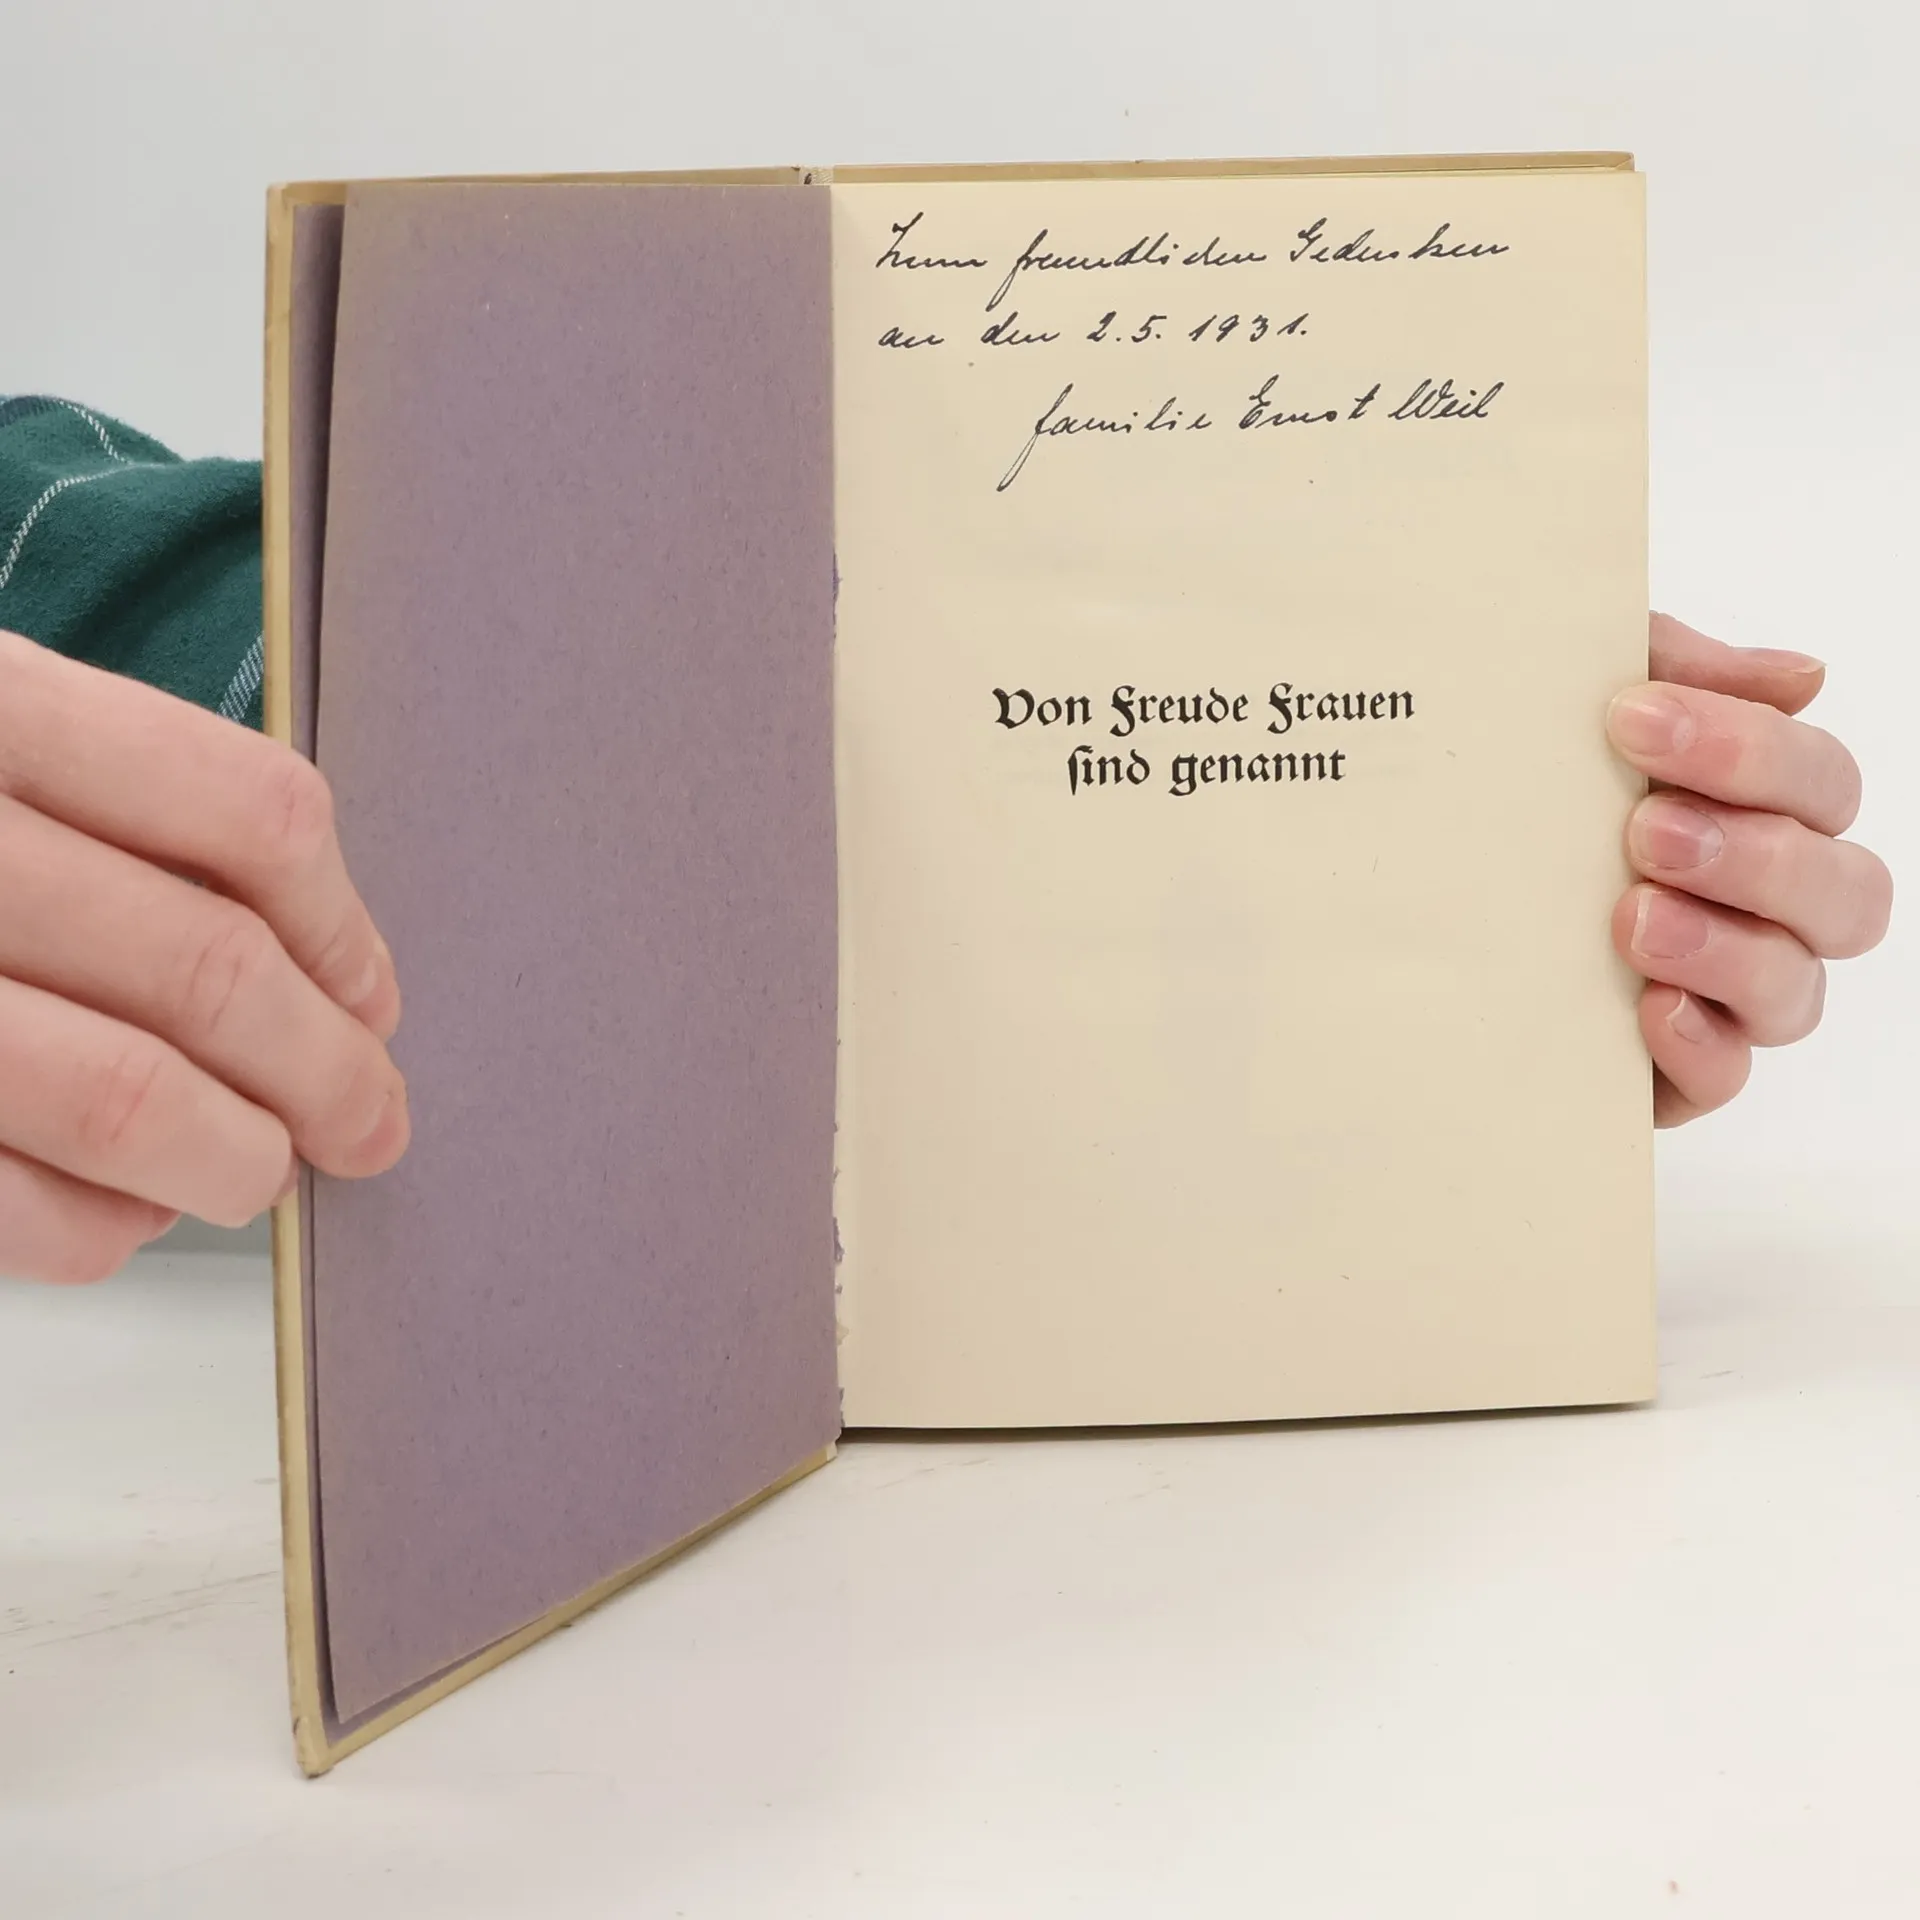 Zum freundlichen Gedenken
an den 2.5.1931.
familie Ernst Weil
Von Freude Frauen
sind genannt